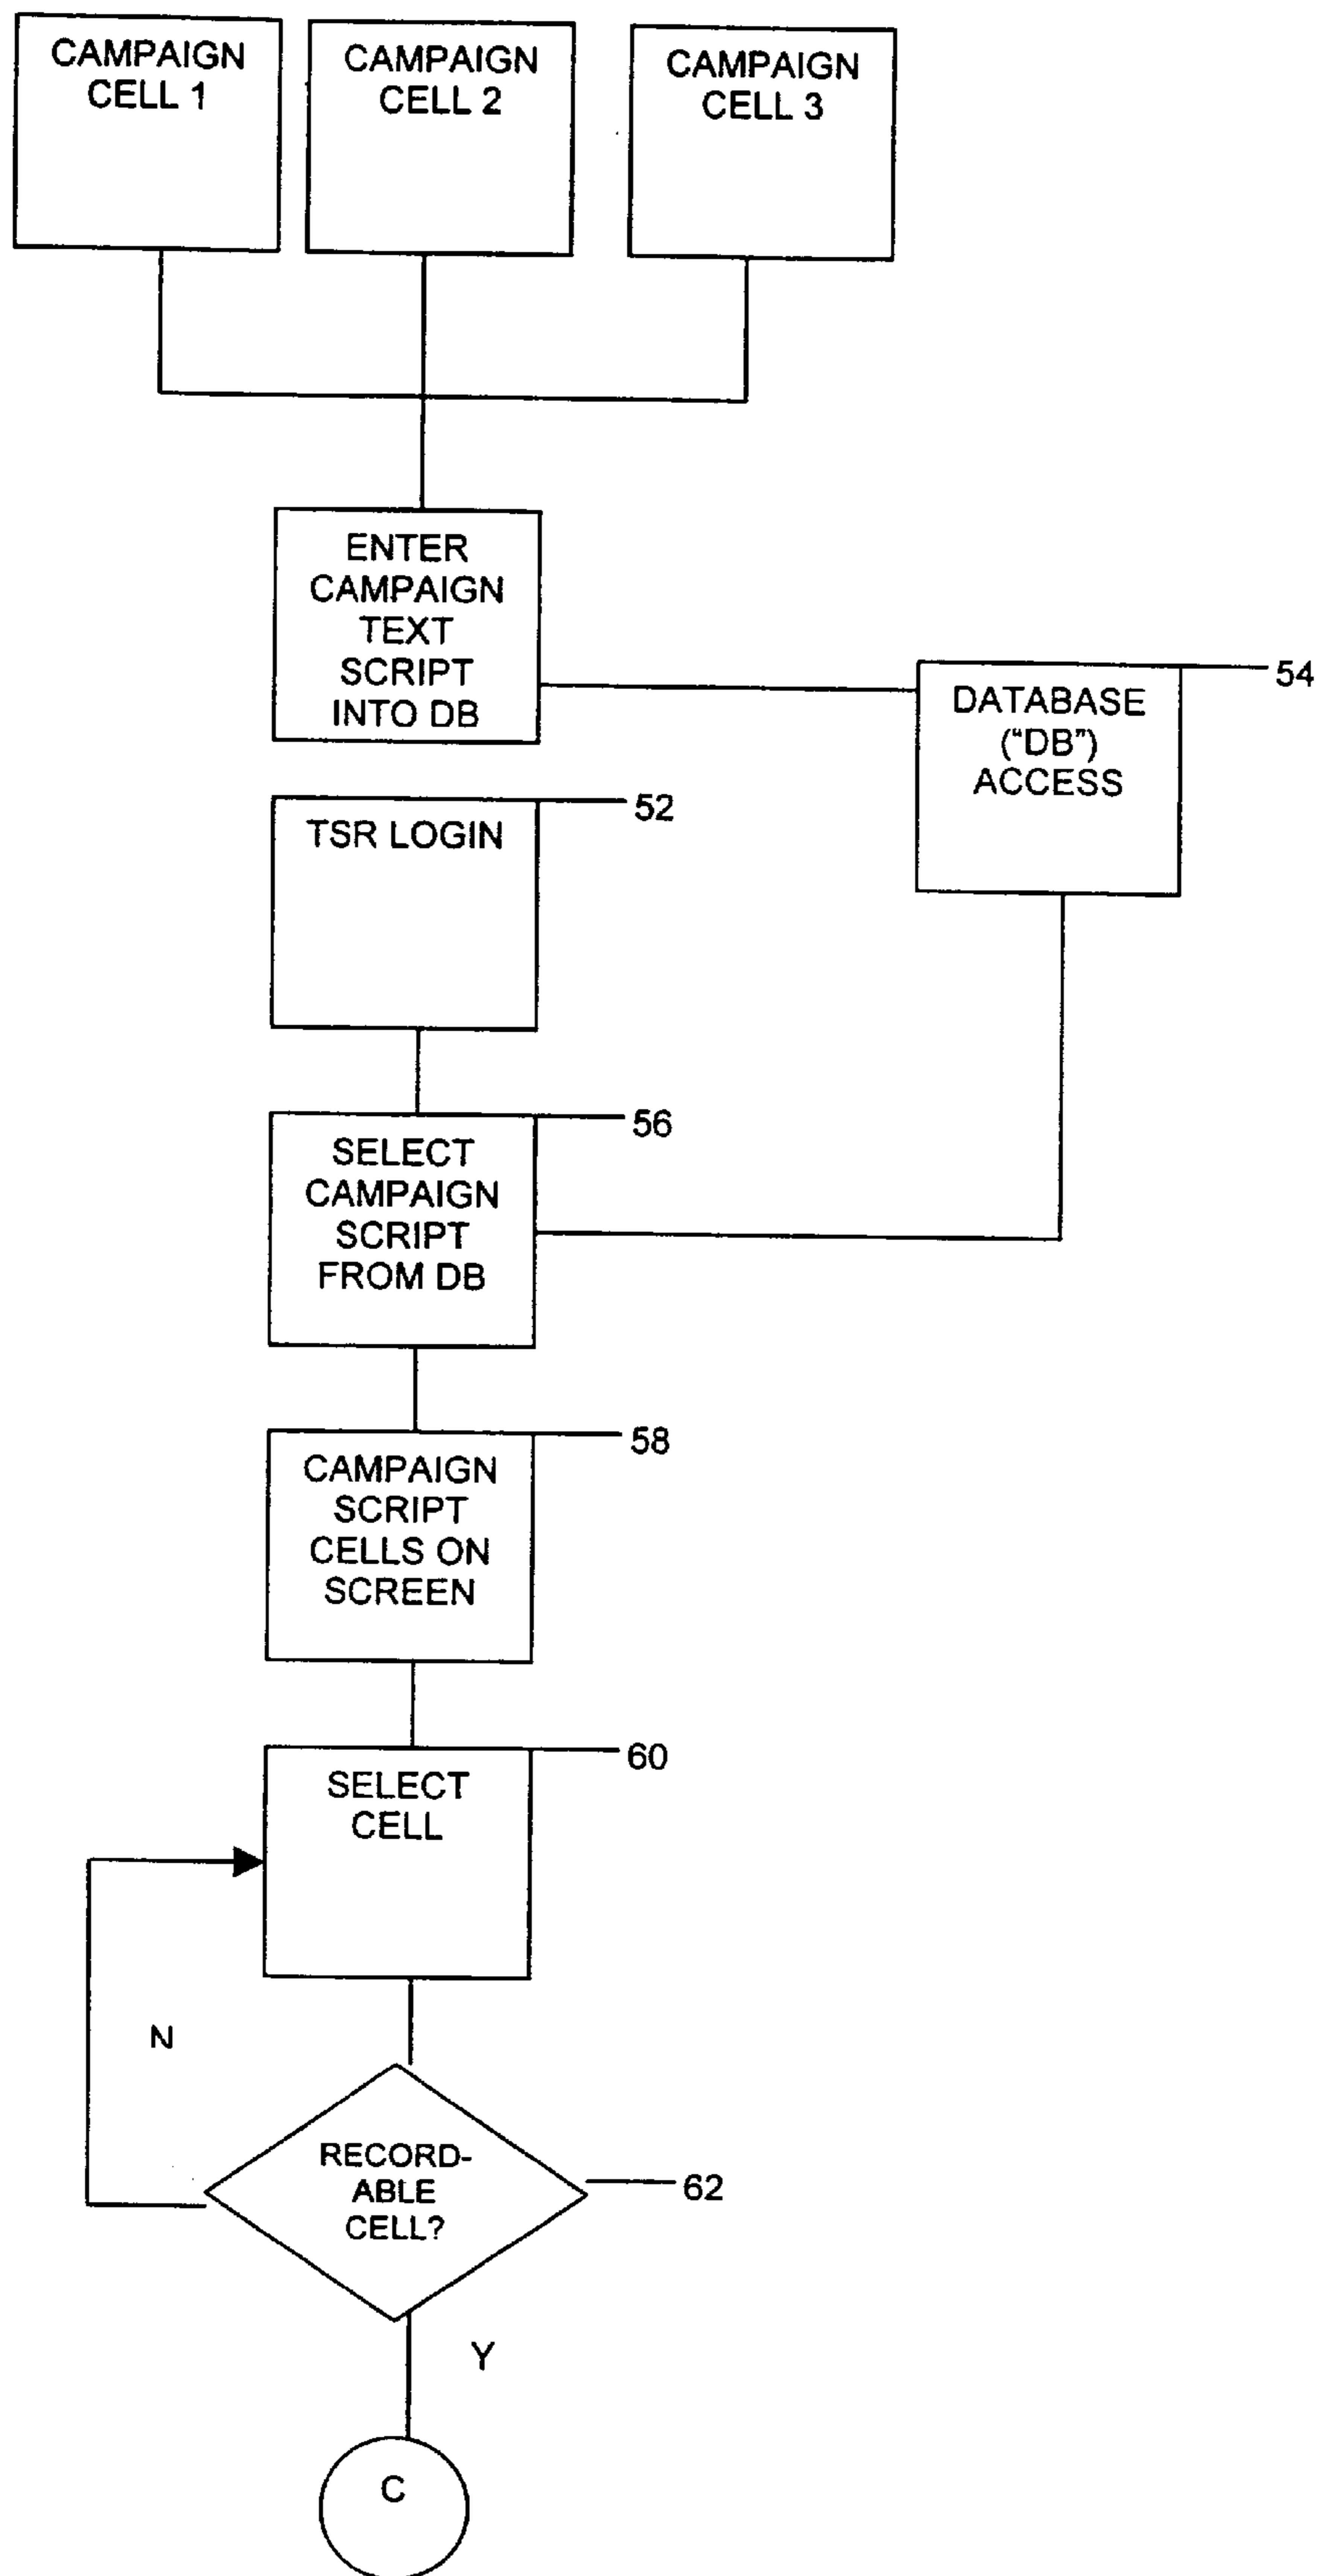 CAMPAIGN
CELL 1
CAMPAIGN
CELL 2
CAMPAIGN
CELL 3
ENTER
CAMPAIGN
TEXT
SCRIPT
INTO DB
54
DATABASE
("DB")
ACCESS
52
TSR LOGIN
56
SELECT
CAMPAIGN
SCRIPT
FROM DB
58
CAMPAIGN
SCRIPT
CELLS ON
SCREEN
60
SELECT
CELL
N
RECORD-
ABLE
CELL?
62
Y
C